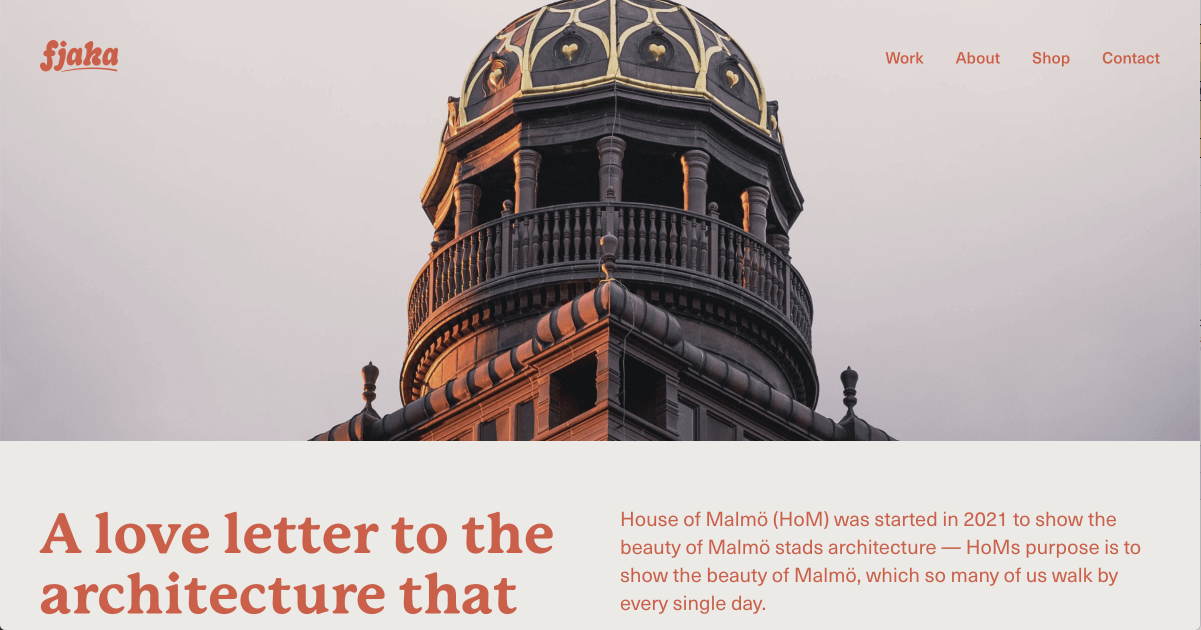 fjaka
Work About Shop Contact
A love letter to the
architecture that
House of Malmö (HoM) was started in 2021 to show the
beauty of Malmö stads architecture — HoMs purpose is to
show the beauty of Malmö, which so many of us walk by
every single day.